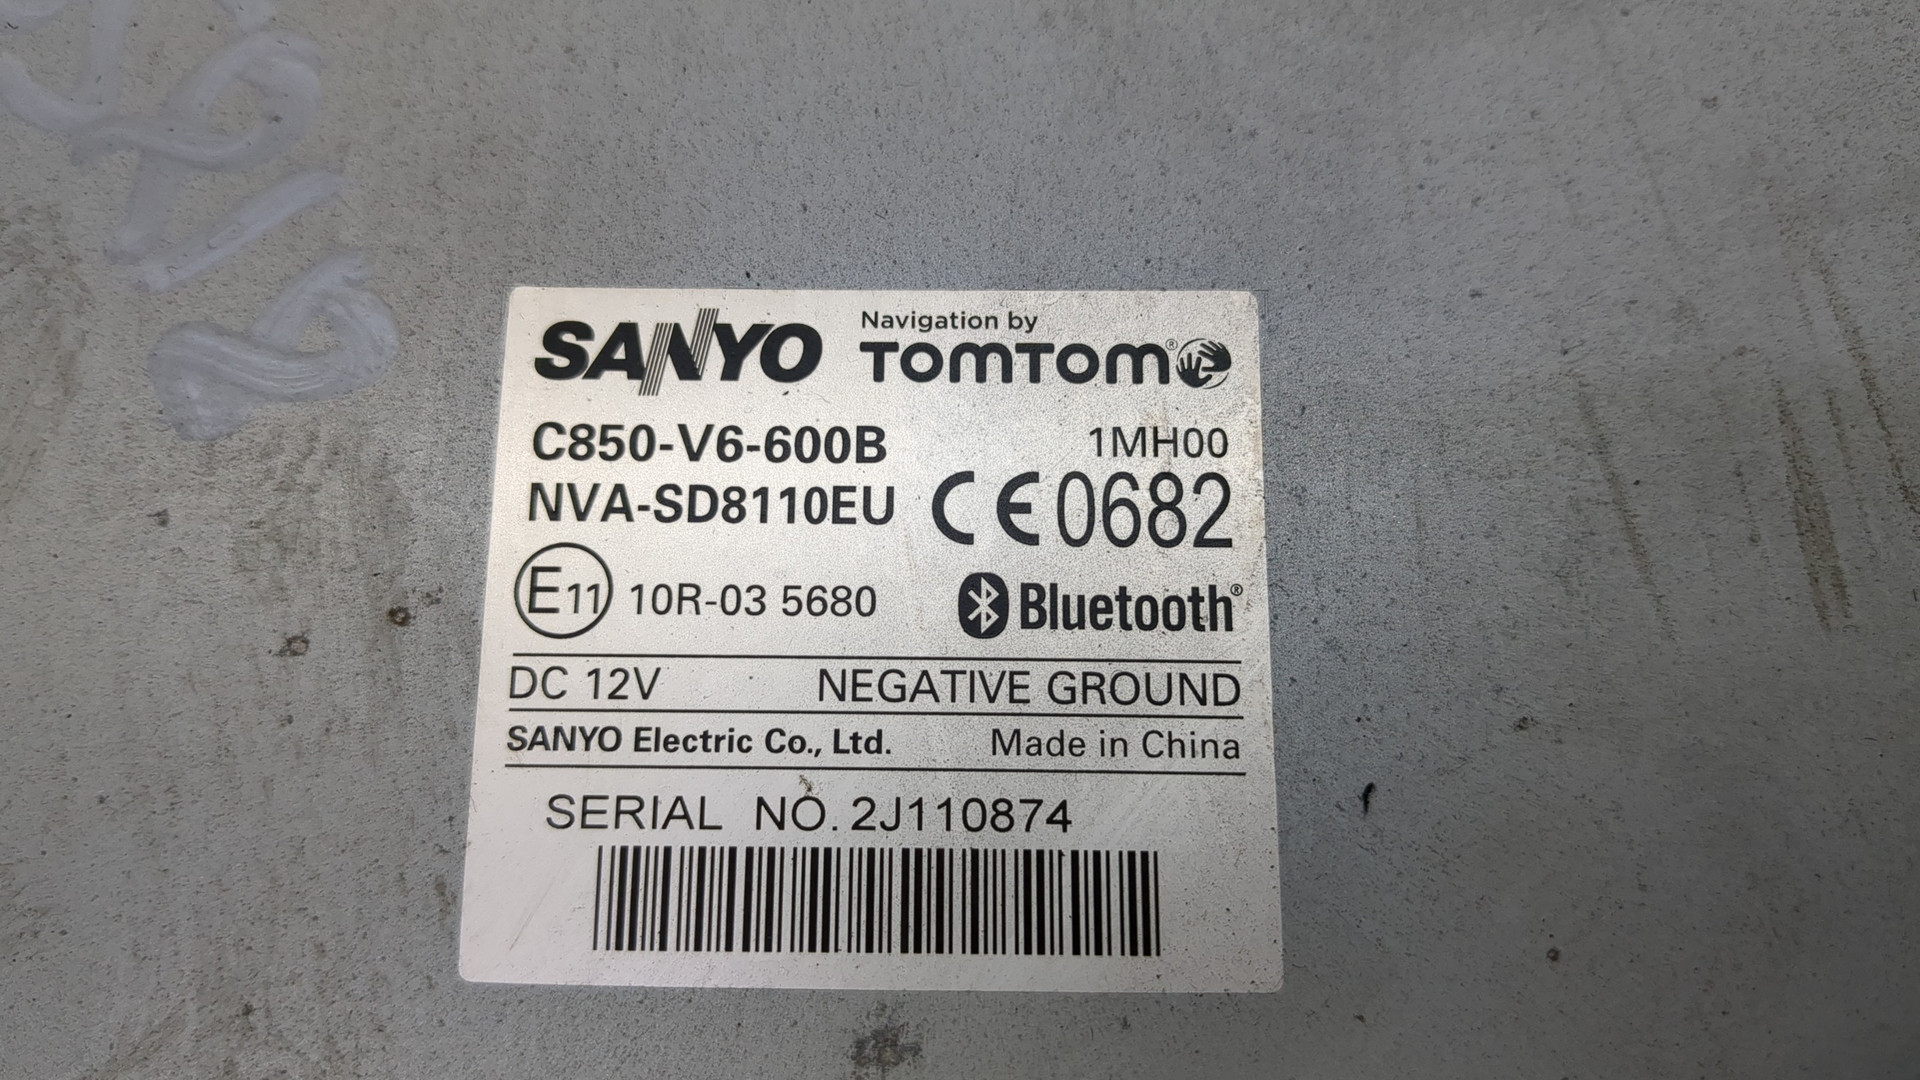 SANYO
Navigation by
TOMTOM®
C850-V6-600B 1MH00
NVA-SD8110EU CE0682
E11 10R-03 5680 Bluetooth®
DC 12V NEGATIVE GROUND
SANYO Electric Co., Ltd. Made in China
SERIAL NO. 2J110874